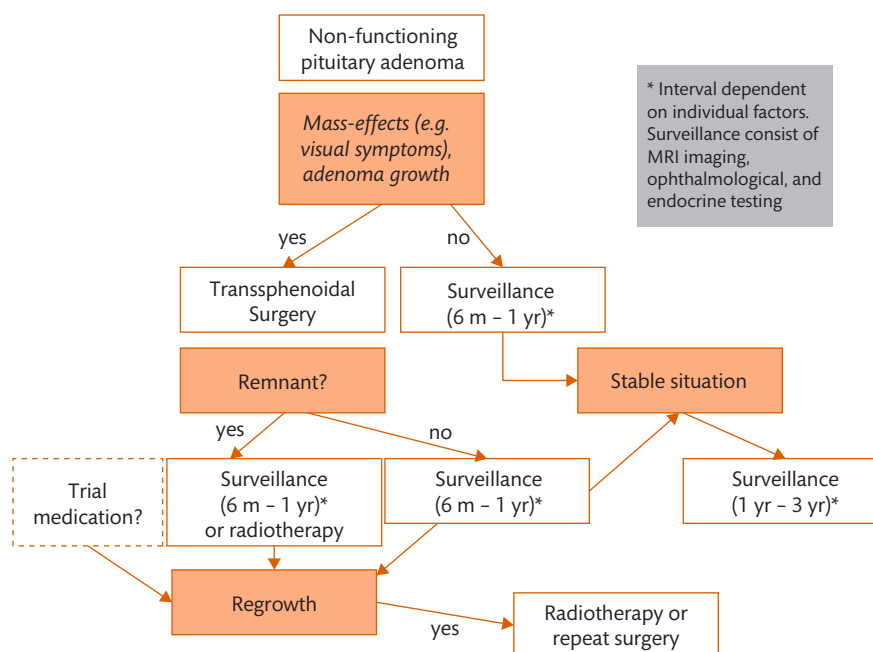 Non-functioning
pituitary adenoma
* Interval dependent
on individual factors.
Surveillance consist of
MRI imaging,
ophthalmological, and
endocrine testing
Mass-effects (e.g.
visual symptoms),
adenoma growth
yes
no
Transsphenoidal
Surgery
Surveillance
(6 m – 1 yr)*
Remnant?
Stable situation
yes
no
Trial
medication?
Surveillance
(6 m – 1 yr)*
or radiotherapy
Surveillance
(6 m – 1 yr)*
Surveillance
(1 yr – 3 yr)*
Regrowth
yes
Radiotherapy or
repeat surgery